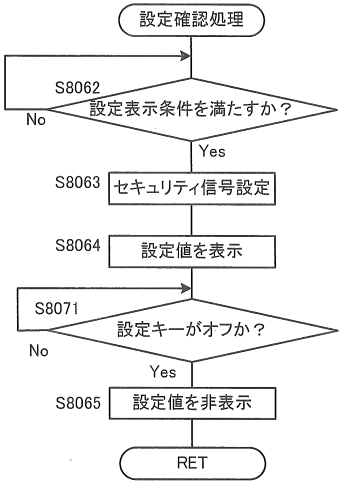 設定確認処理
S8062
設定表示条件を満たすか？
No
Yes
S8063
セキュリティ信号設定
S8064
設定値を表示
S8071
設定キーがオフか？
No
Yes
S8065
設定値を非表示
RET